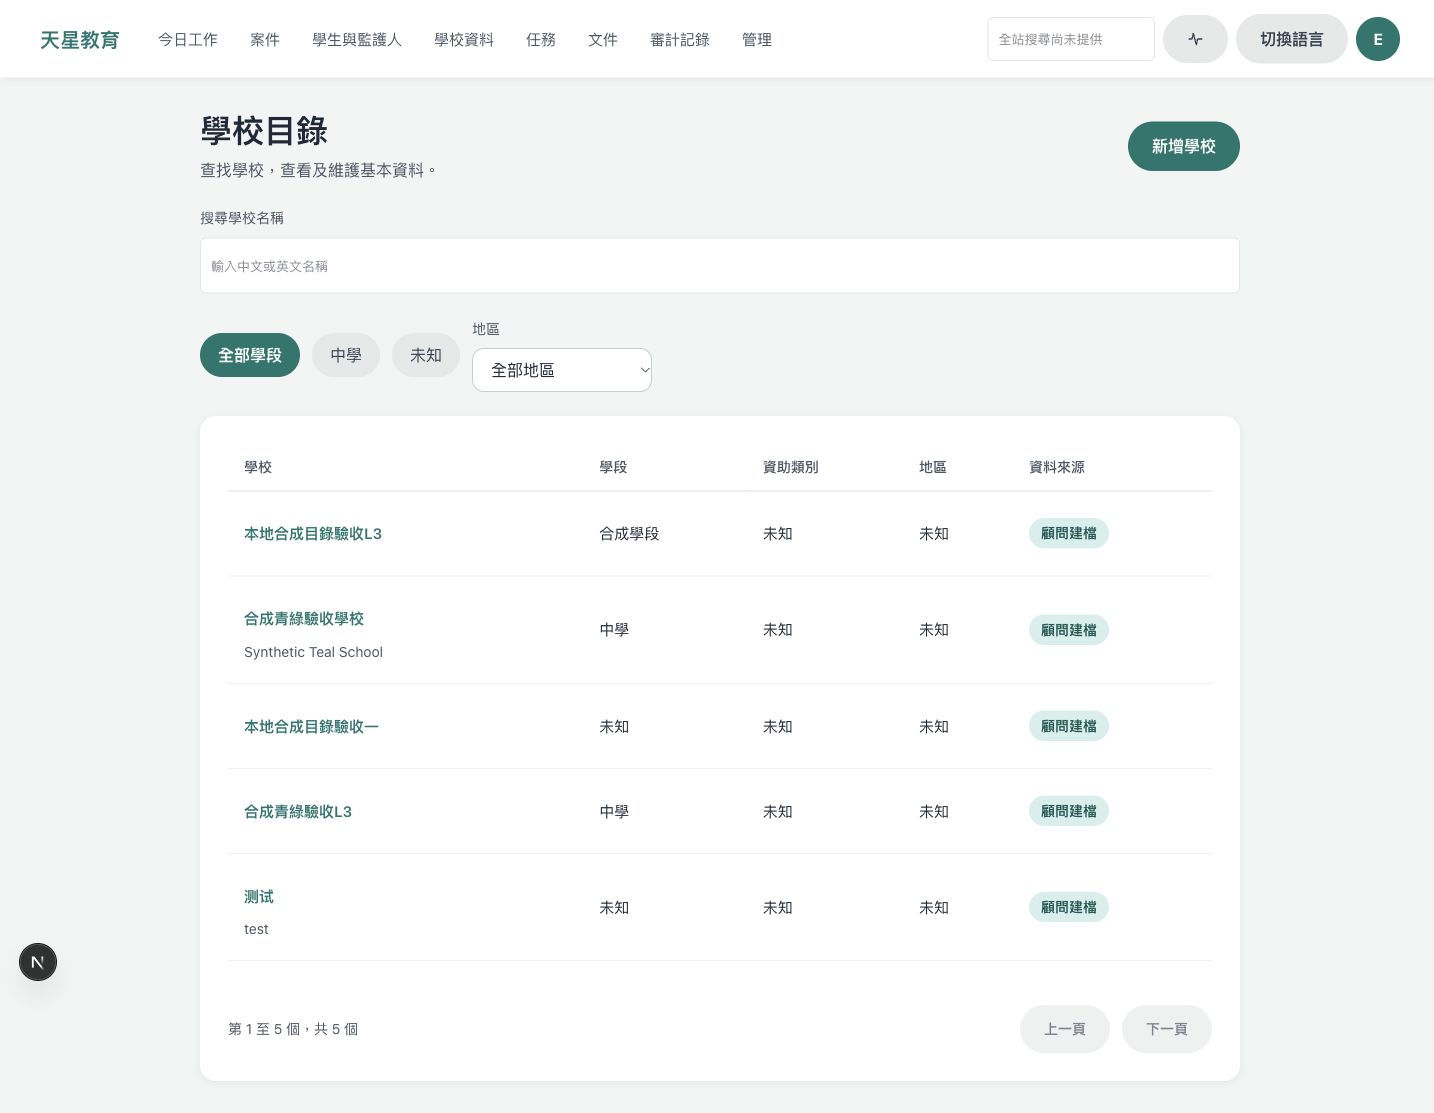 天星教育
今日工作
案件
學生與監護人
學校資料
任務
文件
審計記錄
管理
全站搜尋尚未提供
切換語言
E
學校目錄
查找學校，查看及維護基本資料。
新增學校
搜尋學校名稱
輸入中文或英文名稱
地區
全部學段
中學
未知
全部地區
學校 學段 資助類別 地區 資料來源
本地合成目錄驗收L3 合成學段 未知 未知 顧問建檔
合成青綠驗收學校
Synthetic Teal School
中學 未知 未知 顧問建檔
本地合成目錄驗收一 未知 未知 未知 顧問建檔
合成青綠驗收L3 中學 未知 未知 顧問建檔
测试
test
未知 未知 未知 顧問建檔
N
第 1 至 5 個，共 5 個
上一頁
下一頁